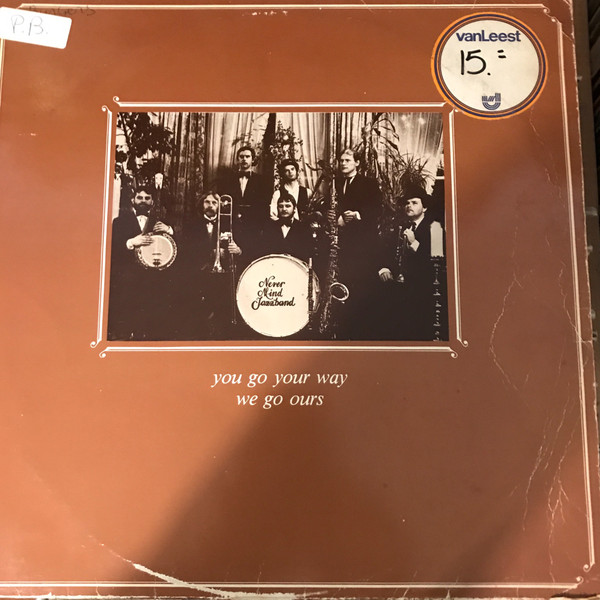 P.B.
vanLeest
15.=
Never
Mind
Jazzband
you go your way
we go ours